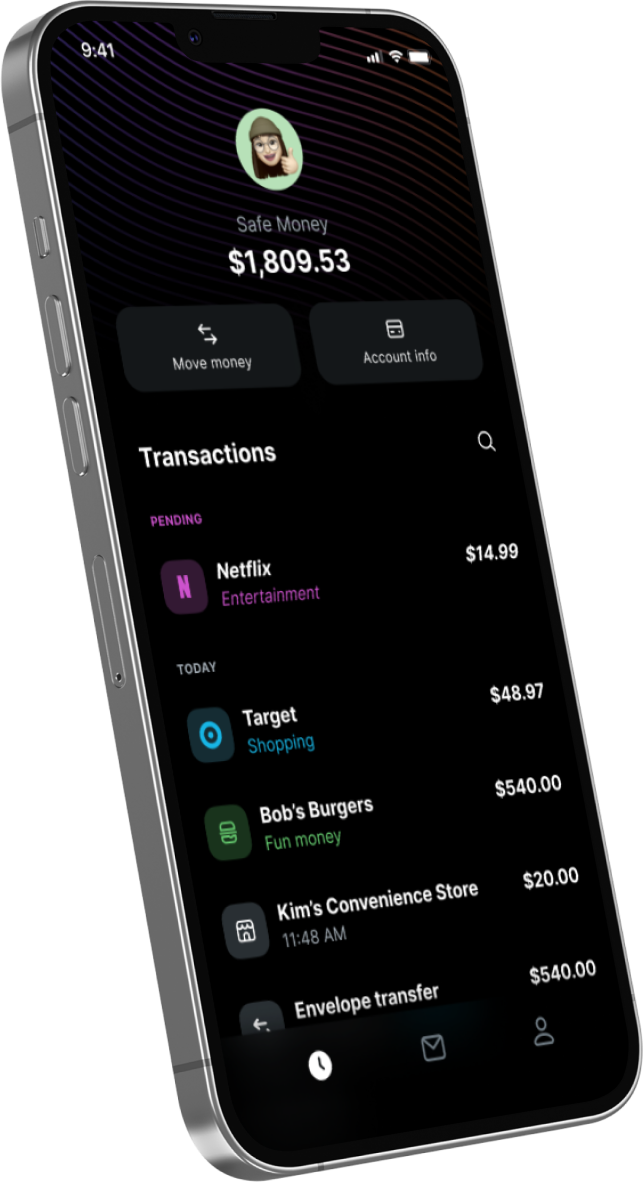 9:41
Safe Money
$1,809.53
Move money
Account info
Transactions
PENDING
N
Netflix
$14.99
Entertainment
TODAY
Target
$48.97
Shopping
Bob's Burgers
$540.00
Fun money
Kim's Convenience Store
$20.00
11:48 AM
Envelope transfer
$540.00